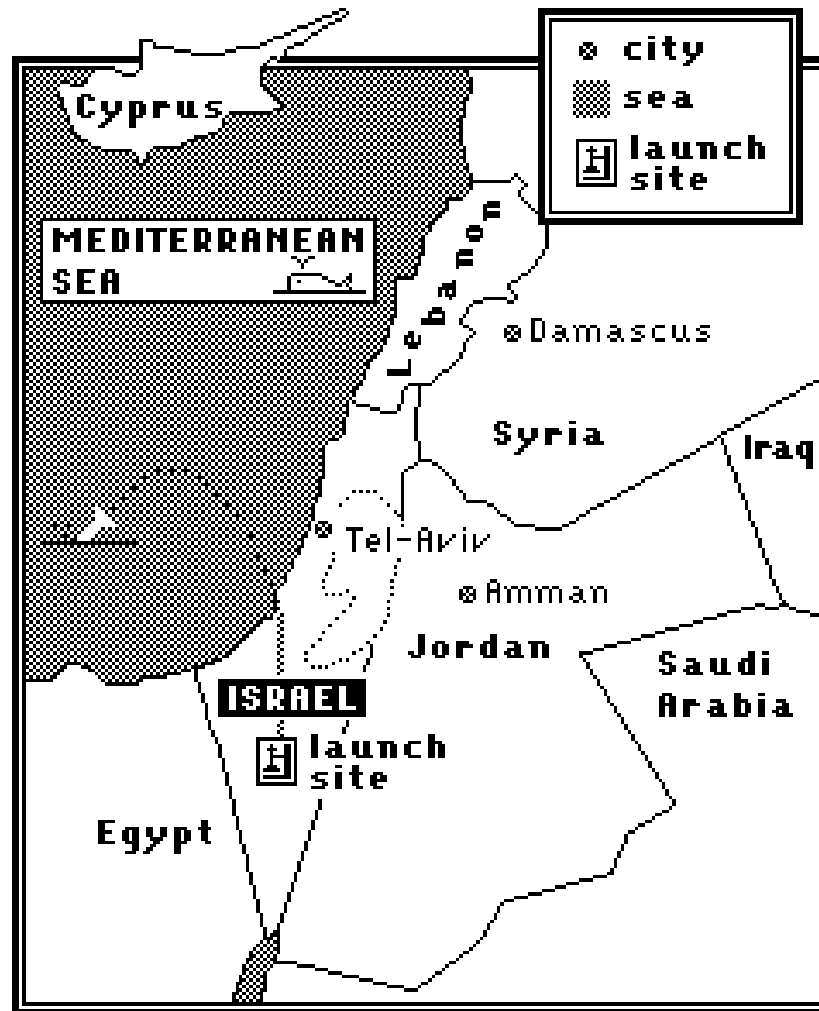 city
sea
launch
site
Cyprus
MEDITERRANEAN
SEA
Lebanon
Damascus
Syria
Iraq
Tel-Aviv
Amman
Jordan
Saudi
Arabia
ISRAEL
launch
site
Egypt